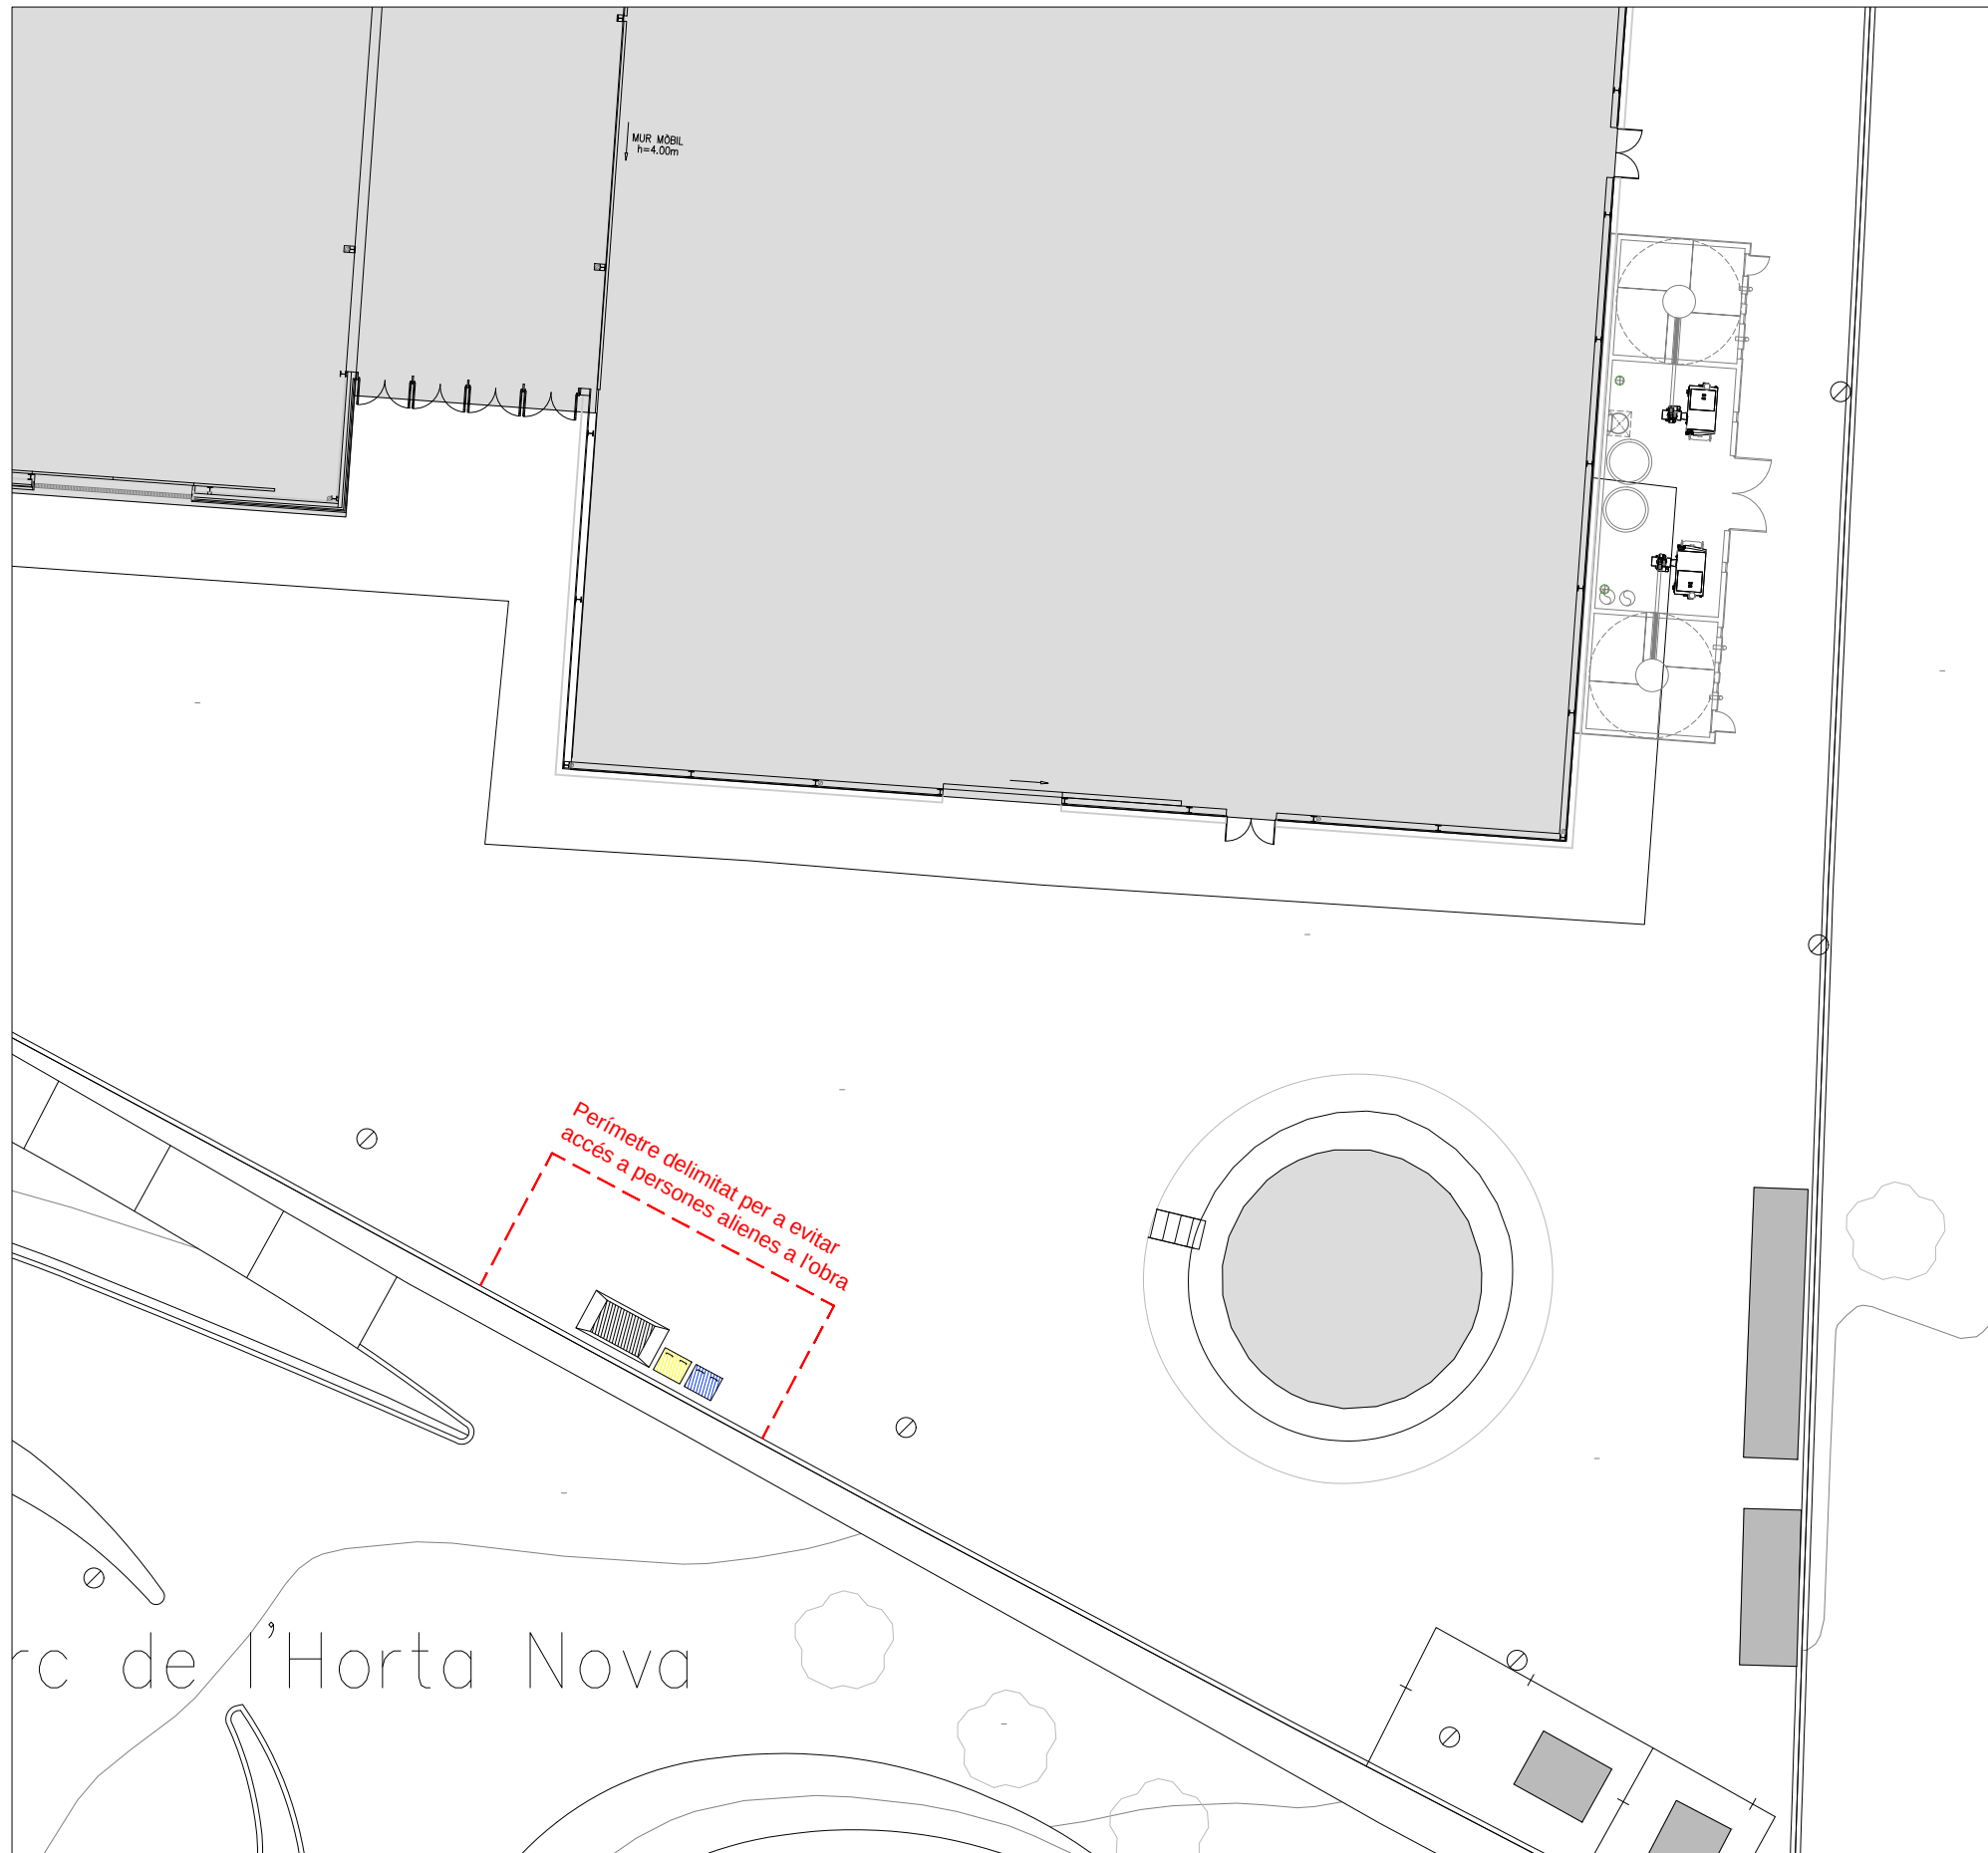 MUR MÒBIL
h=4.00m
Perímetre delimitat per a evitar
accés a persones alienes a l'obra
rc de l'Horta Nova